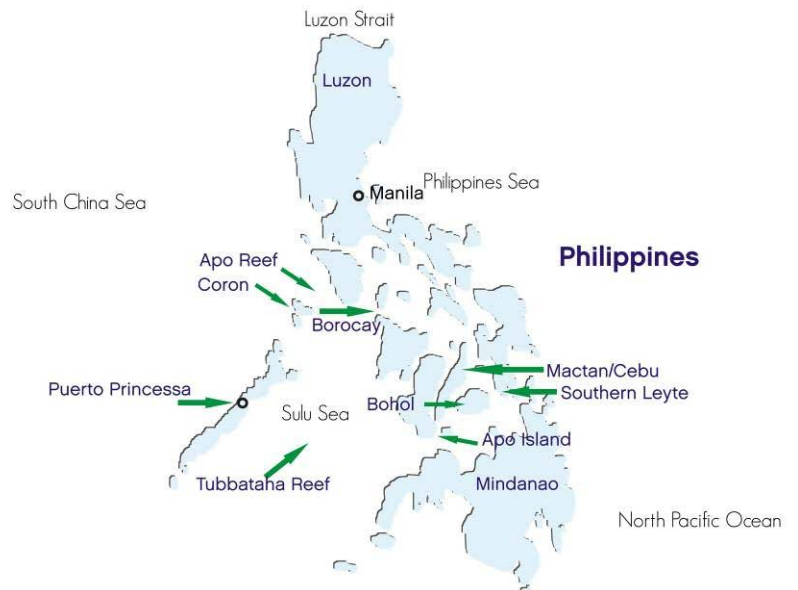 Luzon Strait
Luzon
Manila
Philippines Sea
South China Sea
Philippines
Apo Reef
Coron
Borocay
Mactan/Cebu
Puerto Princessa
Southern Leyte
Bohol
Sulu Sea
Apo Island
Tubbataha Reef
Mindanao
North Pacific Ocean